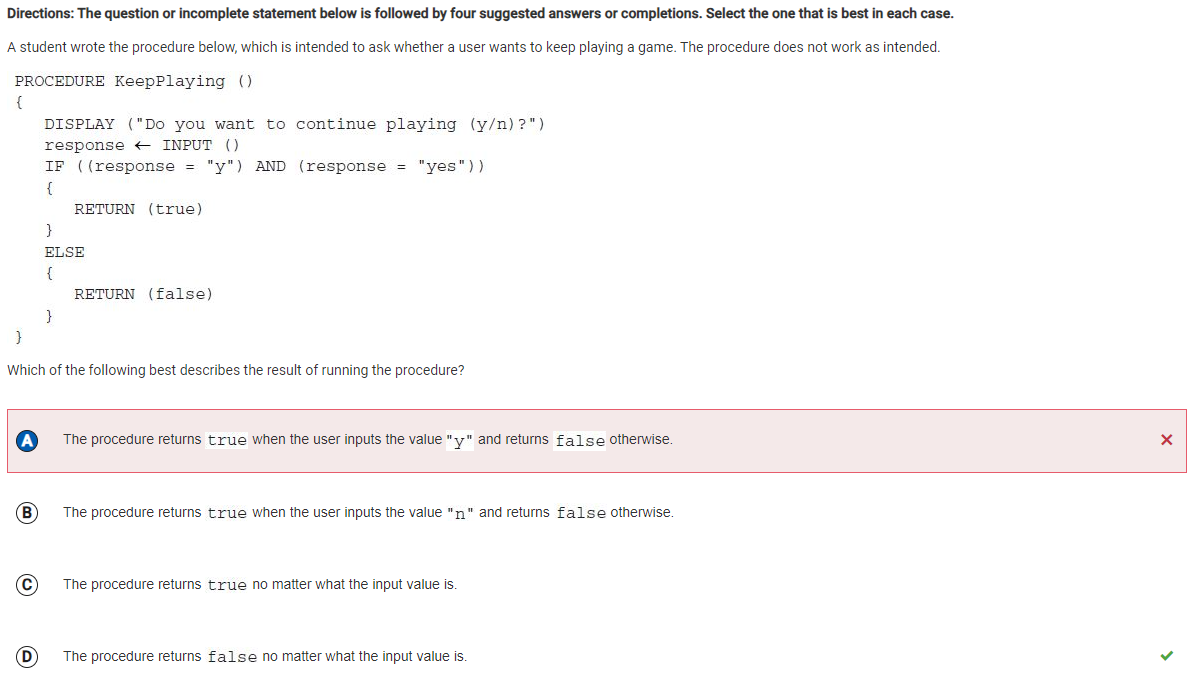 Directions: The question or incomplete statement below is followed by four suggested answers or completions. Select the one that is best in each case.
A student wrote the procedure below, which is intended to ask whether a user wants to keep playing a game. The procedure does not work as intended.
PROCEDURE KeepPlaying ()
{
DISPLAY ("Do you want to continue playing (y/n)?")
response ← INPUT ()
IF ((response = "y") AND (response = "yes"))
{
RETURN (true)
}
ELSE
{
RETURN (false)
}
}
Which of the following best describes the result of running the procedure?
A The procedure returns true when the user inputs the value "y" and returns false otherwise.
B The procedure returns true when the user inputs the value "n" and returns false otherwise.
C The procedure returns true no matter what the input value is.
D The procedure returns false no matter what the input value is.